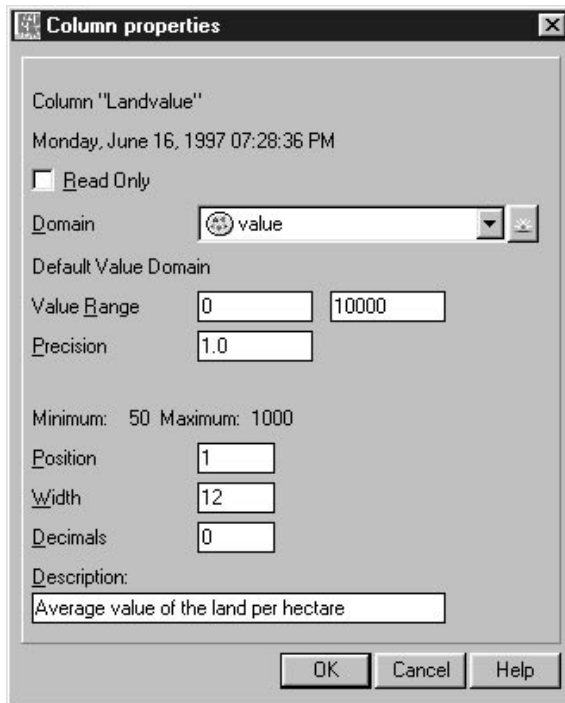 Column properties
Column "Landvalue"
Monday, June 16, 1997 07:28:36 PM
Read Only
Domain value
Default Value Domain
Value Range 0 10000
Precision 1.0
Minimum: 50 Maximum: 1000
Position 1
Width 12
Decimals 0
Description:
Average value of the land per hectare
OK Cancel Help